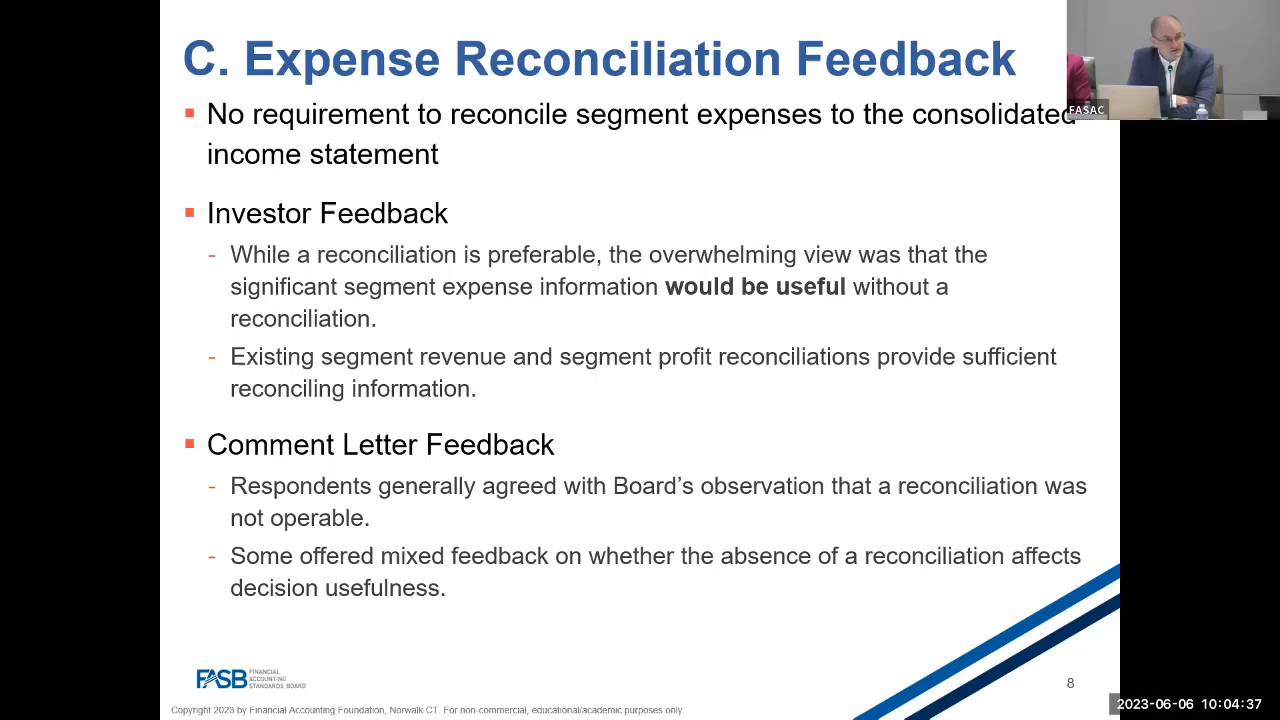 C. Expense Reconciliation Feedback
FASAC
▪ No requirement to reconcile segment expenses to the consolidated
income statement
▪ Investor Feedback
- While a reconciliation is preferable, the overwhelming view was that the
significant segment expense information would be useful without a
reconciliation.
- Existing segment revenue and segment profit reconciliations provide sufficient
reconciling information.
▪ Comment Letter Feedback
- Respondents generally agreed with Board's observation that a reconciliation was
not operable.
- Some offered mixed feedback on whether the absence of a reconciliation affects
decision usefulness.
FASB FINANCIAL
ACCOUNTING
STANDARDS BOARD
8
Copyright 2023 by Financial Accounting Foundation, Norwalk CT. For non-commercial, educational/academic purposes only.
2023-06-06 10:04:37